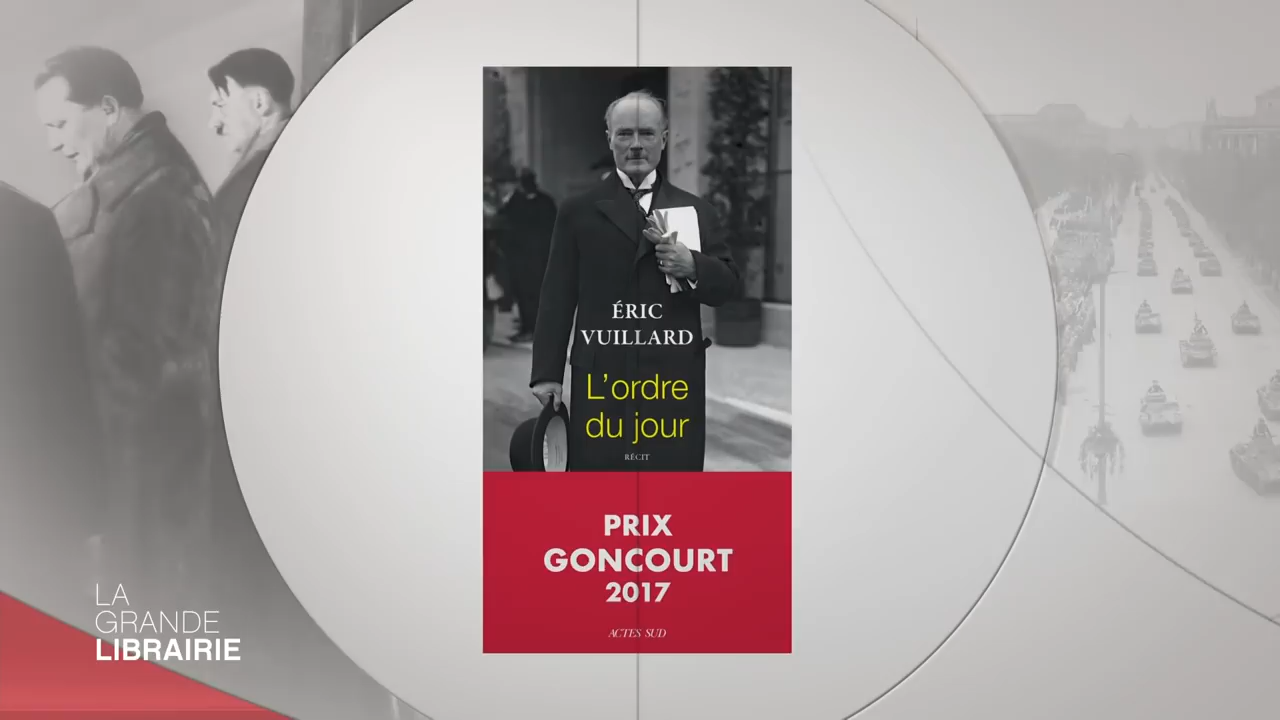 ÉRIC
VUILLARD
L'ordre
du jour
RÉCIT
PRIX
GONCOURT
2017
ACTES SUD
LA
GRANDE
LIBRAIRIE